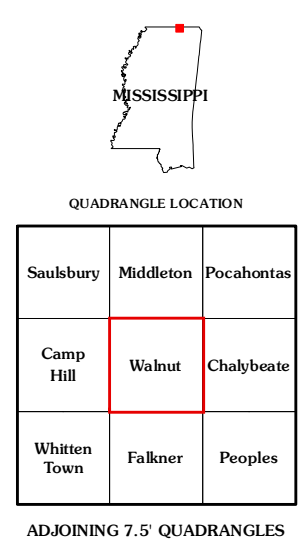 MISSISSIPPI
QUADRANGLE LOCATION
Saulsbury Middleton Pocahontas
Camp
Hill
Walnut
Chalybeate
Whitten
Town
Falkner
Peoples
ADJOINING 7.5' QUADRANGLES